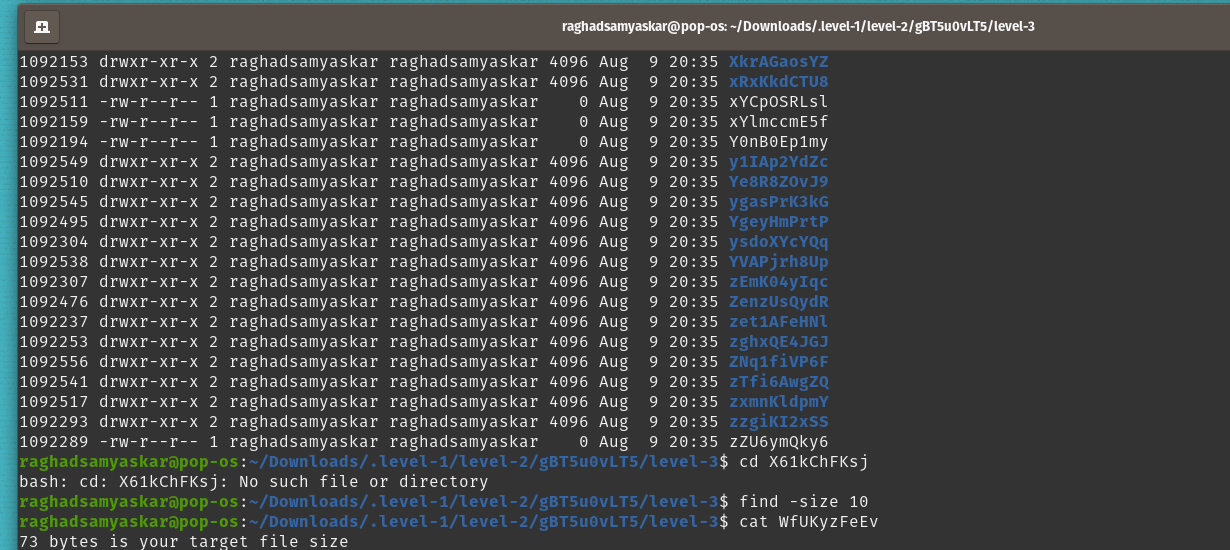 raghadsamyaskar@pop-os: ~/Downloads/.level-1/level-2/gBT5u0vLT5/level-3
1092153 drwxr-xr-x 2 raghadsamyaskar raghadsamyaskar 4096 Aug  9 20:35 XkrAGaosYZ
1092531 drwxr-xr-x 2 raghadsamyaskar raghadsamyaskar 4096 Aug  9 20:35 xRxKkdCTU8
1092511 -rw-r--r-- 1 raghadsamyaskar raghadsamyaskar    0 Aug  9 20:35 xYCpOSRLsl
1092159 -rw-r--r-- 1 raghadsamyaskar raghadsamyaskar    0 Aug  9 20:35 xYlmccmE5f
1092194 -rw-r--r-- 1 raghadsamyaskar raghadsamyaskar    0 Aug  9 20:35 Y0nB0Ep1my
1092549 drwxr-xr-x 2 raghadsamyaskar raghadsamyaskar 4096 Aug  9 20:35 y1IAp2YdZc
1092510 drwxr-xr-x 2 raghadsamyaskar raghadsamyaskar 4096 Aug  9 20:35 Ye8R8ZOvJ9
1092545 drwxr-xr-x 2 raghadsamyaskar raghadsamyaskar 4096 Aug  9 20:35 ygasPrK3kG
1092495 drwxr-xr-x 2 raghadsamyaskar raghadsamyaskar 4096 Aug  9 20:35 YgeyHmPrtP
1092304 drwxr-xr-x 2 raghadsamyaskar raghadsamyaskar 4096 Aug  9 20:35 ysdoXYcYQq
1092538 drwxr-xr-x 2 raghadsamyaskar raghadsamyaskar 4096 Aug  9 20:35 YVAPjrh8Up
1092307 drwxr-xr-x 2 raghadsamyaskar raghadsamyaskar 4096 Aug  9 20:35 zEmK04yIqc
1092476 drwxr-xr-x 2 raghadsamyaskar raghadsamyaskar 4096 Aug  9 20:35 ZenzUsQydR
1092237 drwxr-xr-x 2 raghadsamyaskar raghadsamyaskar 4096 Aug  9 20:35 zet1AFeHNl
1092253 drwxr-xr-x 2 raghadsamyaskar raghadsamyaskar 4096 Aug  9 20:35 zghxQE4JGJ
1092556 drwxr-xr-x 2 raghadsamyaskar raghadsamyaskar 4096 Aug  9 20:35 ZNq1fiVP6F
1092541 drwxr-xr-x 2 raghadsamyaskar raghadsamyaskar 4096 Aug  9 20:35 zTfi6AwgZQ
1092517 drwxr-xr-x 2 raghadsamyaskar raghadsamyaskar 4096 Aug  9 20:35 zxmnKldpmY
1092293 drwxr-xr-x 2 raghadsamyaskar raghadsamyaskar 4096 Aug  9 20:35 zzgiKI2xSS
1092289 -rw-r--r-- 1 raghadsamyaskar raghadsamyaskar    0 Aug  9 20:35 zZU6ymQky6
raghadsamyaskar@pop-os:~/Downloads/.level-1/level-2/gBT5u0vLT5/level-3$ cd X61kChFKsj
bash: cd: X61kChFKsj: No such file or directory
raghadsamyaskar@pop-os:~/Downloads/.level-1/level-2/gBT5u0vLT5/level-3$ find -size 10
raghadsamyaskar@pop-os:~/Downloads/.level-1/level-2/gBT5u0vLT5/level-3$ cat WfUKyzFeEv
73 bytes is your target file size